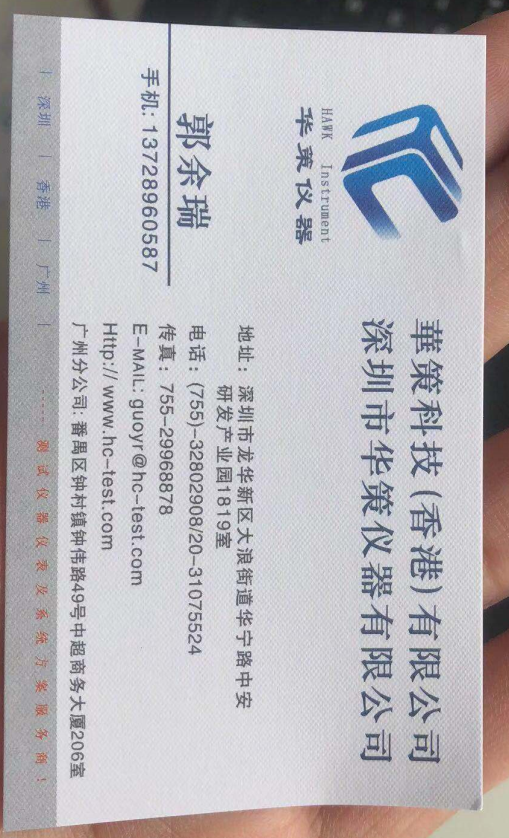 華策科技(香港)有限公司
深圳市华策仪器有限公司
HAWK Instrument
华策仪器
郭余瑞
手机:13728960587
地址:深圳市龙华新区大浪街道华宁路中安
研发产业园1819室
电话:(755)-32802908/20-31075524
传真:755-29968878
E-MAIL:guoyr@hc-test.com
Http://www.hc-test.com
广州分公司:番禺区钟村镇钟伟路49号中超商务大厦206室
| 深圳 | 香港 | 广州 | ------ 测试仪器仪表及系统方案服务商!